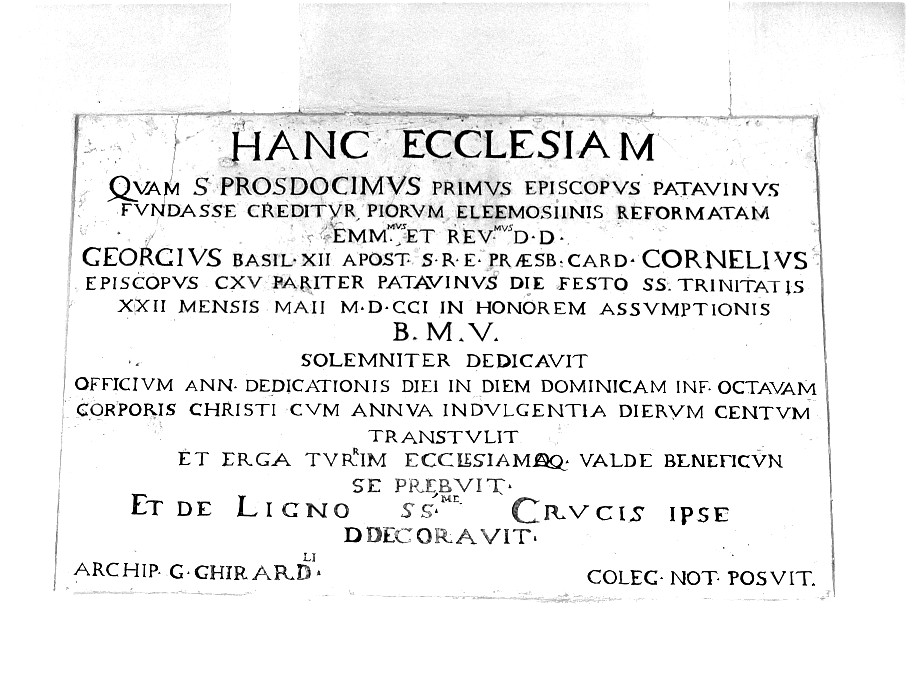 HANC ECCLESIAM
QVAM S PROSDOCIMVS PRIMVS EPISCOPVS PATAVINVS
FVNDASSE CREDITVR PIORVM ELEEMOSIINIS REFORMATAM
EMM.MVS ET REV.MVS D·D·
GEORGIVS BASIL·XII APOST· S·R·E· PRÆSB·CARD· CORNELIVS
EPISCOPVS CXV PARITER PATAVINVS DIE FESTO SS·TRINITATIS
XXII MENSIS MAII M·D·CCI IN HONOREM ASSVMPTIONIS
B.M.V.
SOLEMNITER DEDICAVIT
OFFICIVM ANN· DEDICATIONIS DIEI IN DIEM DOMINICAM INF· OCTAVAM
CORPORIS CHRISTI CVM ANNVA INDVLGENTIA DIERVM CENTVM
TRANSTVLIT
ET ERGA TVRRIM ECCLESIAMQ· VALDE BENEFICVN
SE PREBVIT·
ET DE LIGNO SS·ME CRVCIS IPSE
DDECORAVIT·
ARCHIP· G·GHIRARD·LI COLEG· NOT· POSVIT.